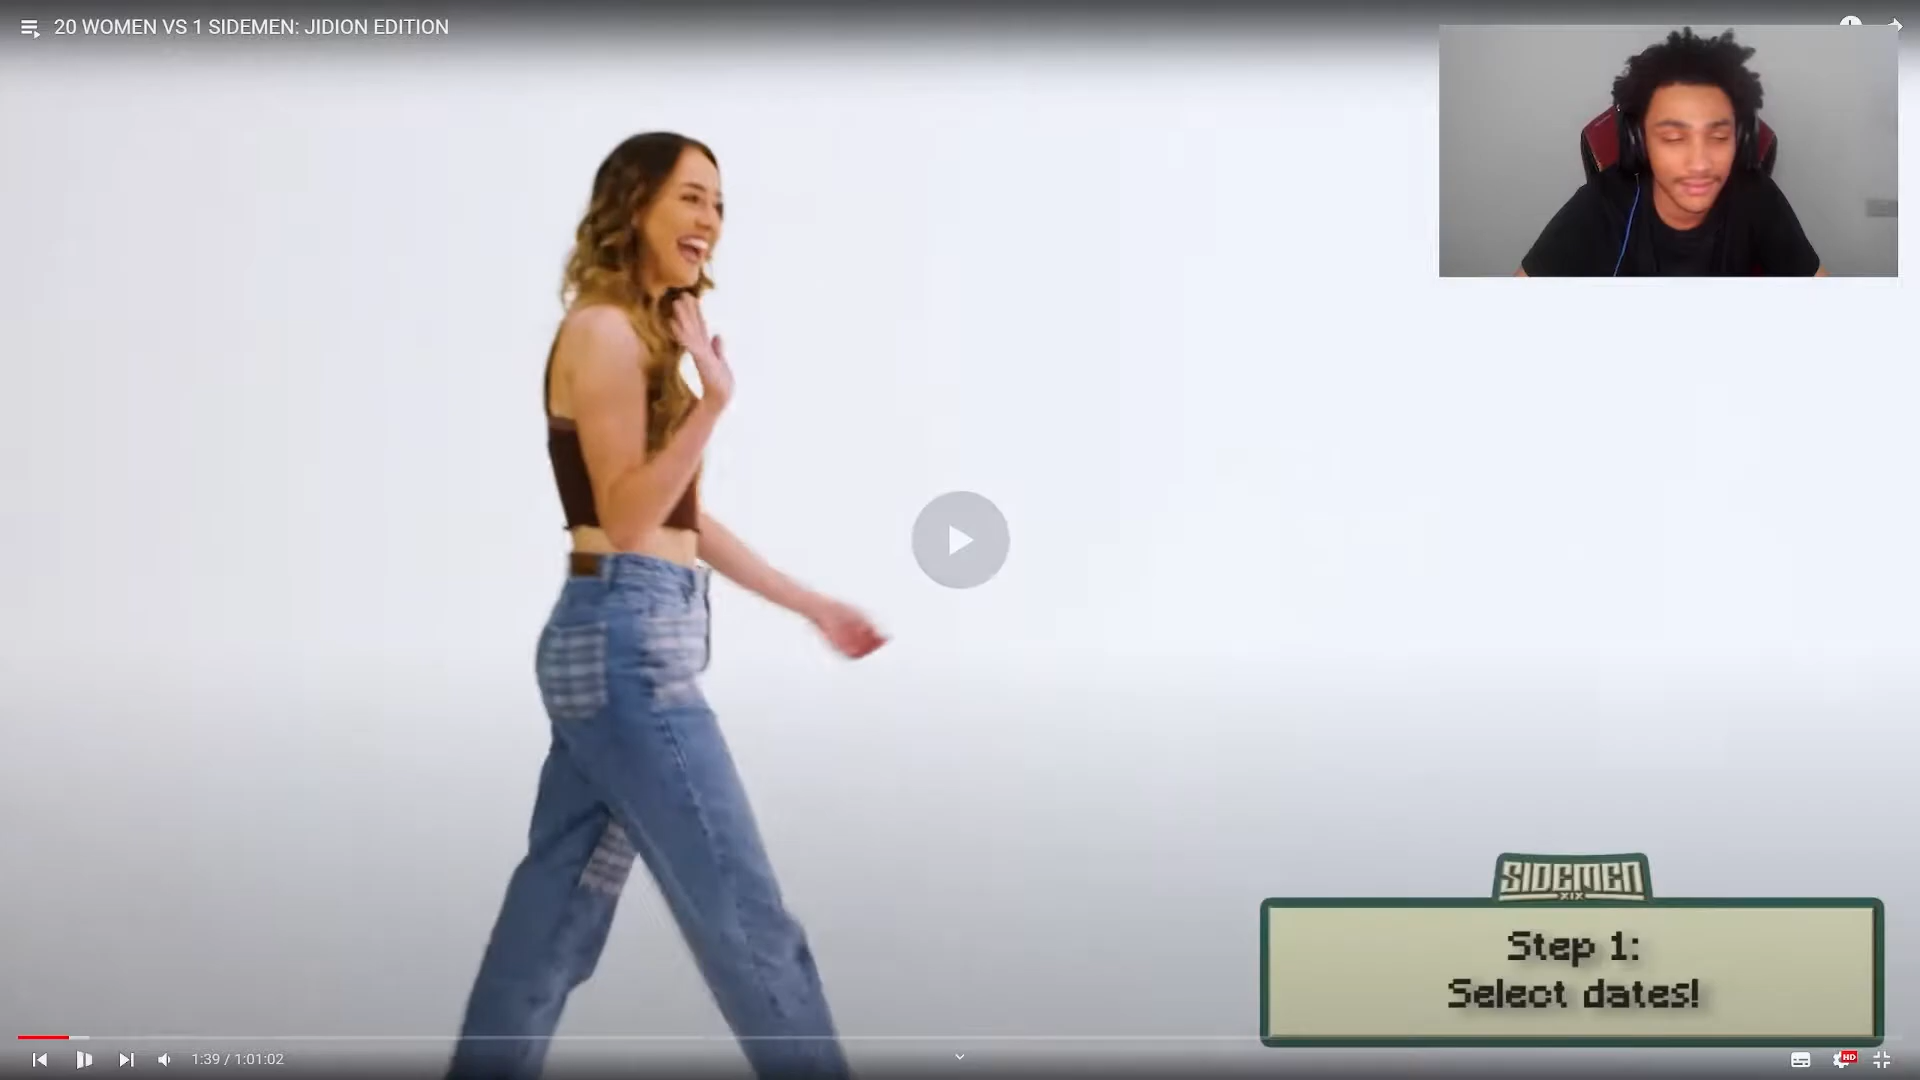 20 WOMEN VS 1 SIDEMEN: JIDION EDITION
SIDEMEN
XIX
Step 1:
Select dates!
1:39 / 1:01:02
HD